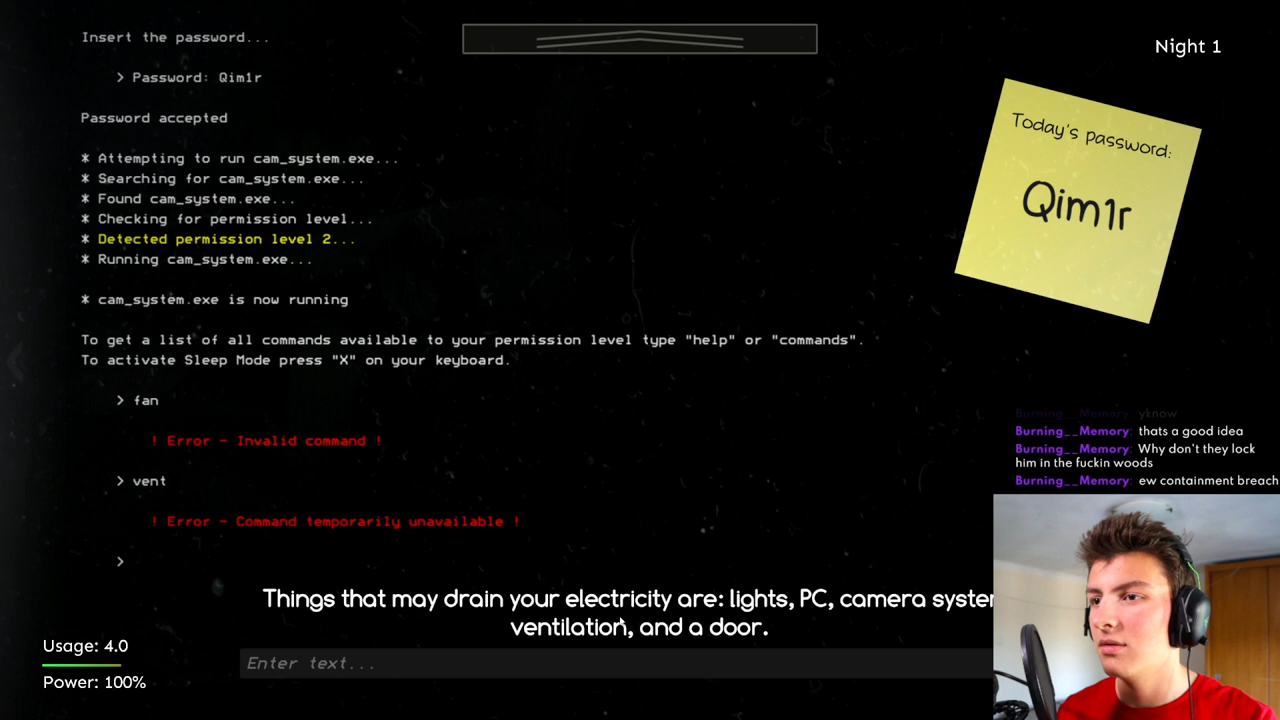 Insert the password...
Night 1
> Password: Qim1r
Password accepted
Today's password:
Qim1r
* Attempting to run cam_system.exe...
* Searching for cam_system.exe...
* Found cam_system.exe...
* Checking for permission level...
* Detected permission level 2...
* Running cam_system.exe...
* cam_system.exe is now running
To get a list of all commands available to your permission level type "help" or "commands".
To activate Sleep Mode press "X" on your keyboard.
> fan
! Error - Invalid command !
> vent
! Error - Command temporarily unavailable !
>
Burning__Memory: yknow
Burning__Memory: thats a good idea
Burning__Memory: Why don't they lock
him in the fuckin woods
Burning__Memory: ew containment breach
Things that may drain your electricity are: lights, PC, camera system
ventilation, and a door.
Usage: 4.0
Power: 100%
Enter text...